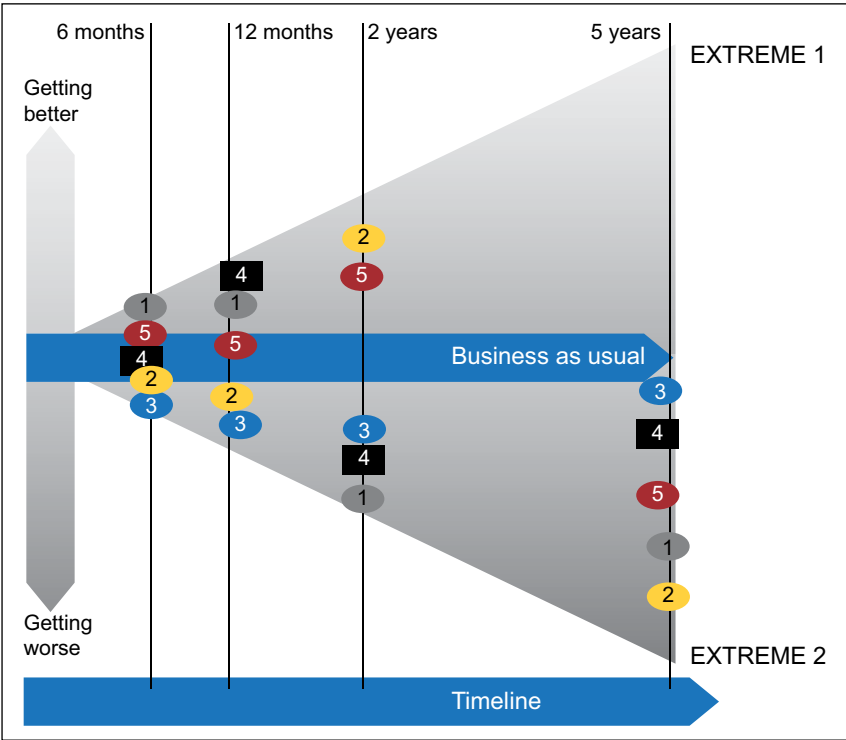 6 months
12 months
2 years
5 years
EXTREME 1
Getting
better
2
4
5
1
1
5
5
4
Business as usual
2
3
2
3
3
3
4
4
1
5
1
2
Getting
worse
EXTREME 2
Timeline